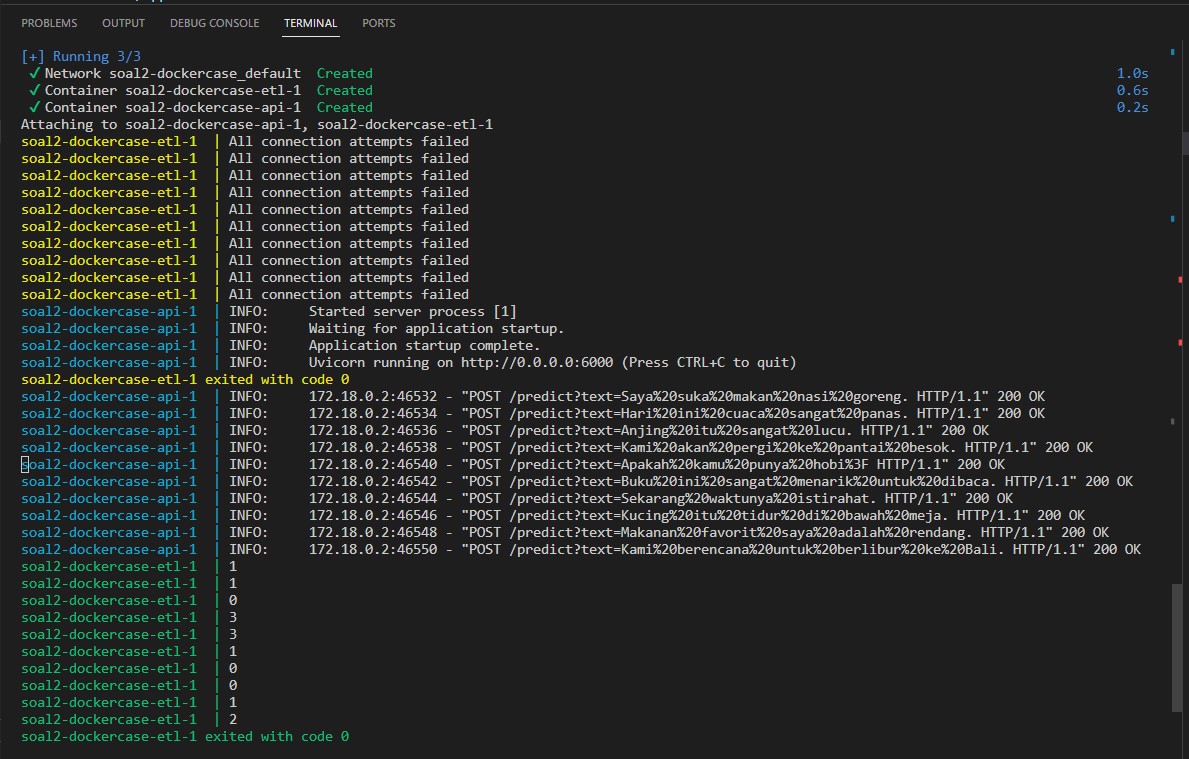 PROBLEMS OUTPUT DEBUG CONSOLE TERMINAL PORTS
[+] Running 3/3
✓ Network soal2-dockercase_default Created 1.0s
✓ Container soal2-dockercase-etl-1 Created 0.6s
✓ Container soal2-dockercase-api-1 Created 0.2s
Attaching to soal2-dockercase-api-1, soal2-dockercase-etl-1
soal2-dockercase-etl-1 | All connection attempts failed
soal2-dockercase-etl-1 | All connection attempts failed
soal2-dockercase-etl-1 | All connection attempts failed
soal2-dockercase-etl-1 | All connection attempts failed
soal2-dockercase-etl-1 | All connection attempts failed
soal2-dockercase-etl-1 | All connection attempts failed
soal2-dockercase-etl-1 | All connection attempts failed
soal2-dockercase-etl-1 | All connection attempts failed
soal2-dockercase-etl-1 | All connection attempts failed
soal2-dockercase-etl-1 | All connection attempts failed
soal2-dockercase-api-1 | INFO: Started server process [1]
soal2-dockercase-api-1 | INFO: Waiting for application startup.
soal2-dockercase-api-1 | INFO: Application startup complete.
soal2-dockercase-api-1 | INFO: Uvicorn running on http://0.0.0.0:6000 (Press CTRL+C to quit)
soal2-dockercase-etl-1 exited with code 0
soal2-dockercase-api-1 | INFO: 172.18.0.2:46532 - "POST /predict?text=Saya%20suka%20makan%20nasi%20goreng. HTTP/1.1" 200 OK
soal2-dockercase-api-1 | INFO: 172.18.0.2:46534 - "POST /predict?text=Hari%20ini%20cuaca%20sangat%20panas. HTTP/1.1" 200 OK
soal2-dockercase-api-1 | INFO: 172.18.0.2:46536 - "POST /predict?text=Anjing%20itu%20sangat%20lucu. HTTP/1.1" 200 OK
soal2-dockercase-api-1 | INFO: 172.18.0.2:46538 - "POST /predict?text=Kami%20akan%20pergi%20ke%20pantai%20besok. HTTP/1.1" 200 OK
soal2-dockercase-api-1 | INFO: 172.18.0.2:46540 - "POST /predict?text=Apakah%20kamu%20punya%20hobi%3F HTTP/1.1" 200 OK
soal2-dockercase-api-1 | INFO: 172.18.0.2:46542 - "POST /predict?text=Buku%20ini%20sangat%20menarik%20untuk%20dibaca. HTTP/1.1" 200 OK
soal2-dockercase-api-1 | INFO: 172.18.0.2:46544 - "POST /predict?text=Sekarang%20waktunya%20istirahat. HTTP/1.1" 200 OK
soal2-dockercase-api-1 | INFO: 172.18.0.2:46546 - "POST /predict?text=Kucing%20itu%20tidur%20di%20bawah%20meja. HTTP/1.1" 200 OK
soal2-dockercase-api-1 | INFO: 172.18.0.2:46548 - "POST /predict?text=Makanan%20favorit%20saya%20adalah%20rendang. HTTP/1.1" 200 OK
soal2-dockercase-api-1 | INFO: 172.18.0.2:46550 - "POST /predict?text=Kami%20berencana%20untuk%20berlibur%20ke%20Bali. HTTP/1.1" 200 OK
soal2-dockercase-etl-1 | 1
soal2-dockercase-etl-1 | 1
soal2-dockercase-etl-1 | 0
soal2-dockercase-etl-1 | 3
soal2-dockercase-etl-1 | 3
soal2-dockercase-etl-1 | 1
soal2-dockercase-etl-1 | 0
soal2-dockercase-etl-1 | 0
soal2-dockercase-etl-1 | 1
soal2-dockercase-etl-1 | 2
soal2-dockercase-etl-1 exited with code 0